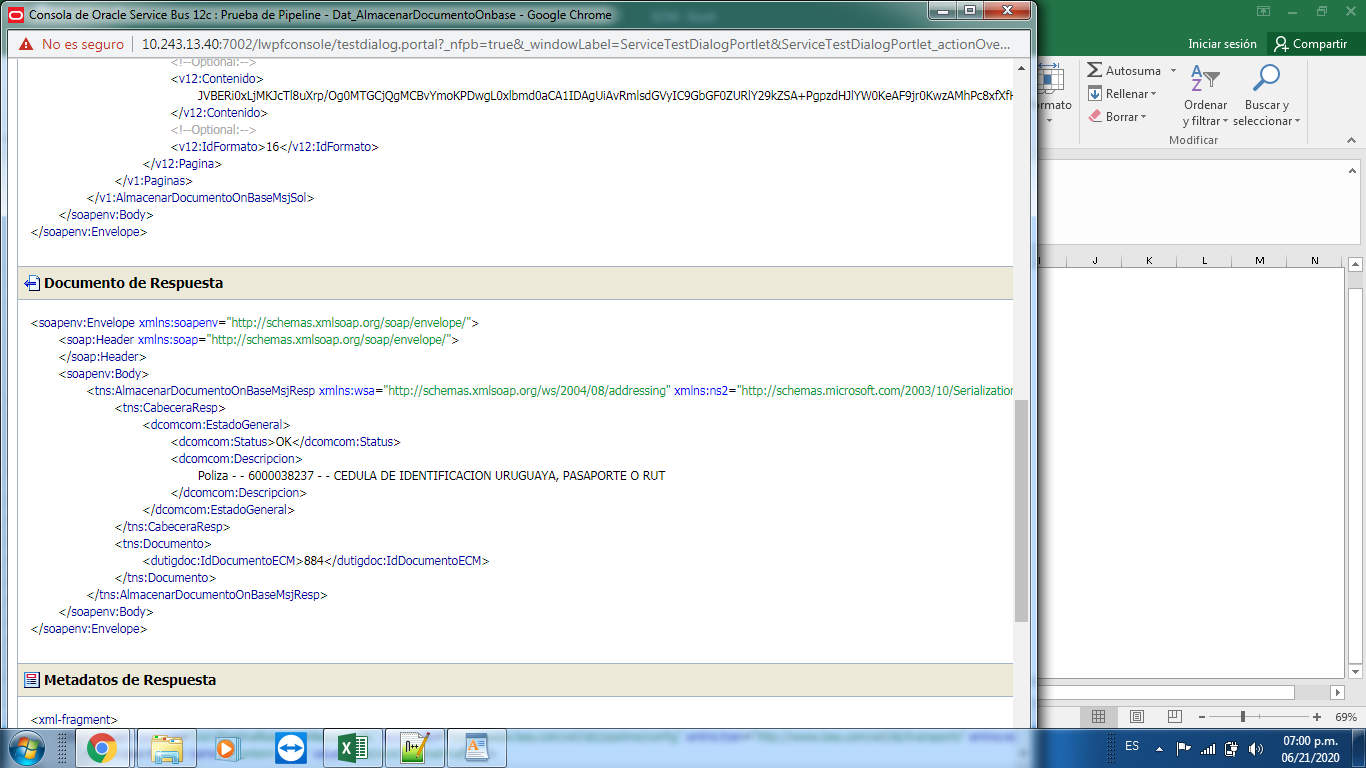 Consola de Oracle Service Bus 12c : Prueba de Pipeline - Dat_AlmacenarDocumentoOnbase - Google Chrome
No es seguro | 10.243.13.40:7002/lwpfconsole/testdialog.portal?_nfpb=true&_windowLabel=ServiceTestDialogPortlet&ServiceTestDialogPortlet_actionOve...
<!--Optional:-->
<v12:Contenido>
</v12:Contenido>
<!--Optional:-->
<v12:IdFormato>16</v12:IdFormato>
</v12:Pagina>
</v1:Paginas>
</v1:AlmacenarDocumentoOnBaseMsjSol>
</soapenv:Body>
</soapenv:Envelope>
Documento de Respuesta
<soapenv:Envelope xmlns:soapenv="http://schemas.xmlsoap.org/soap/envelope/">
<soap:Header xmlns:soap="http://schemas.xmlsoap.org/soap/envelope/">
</soap:Header>
<soapenv:Body>
<tns:AlmacenarDocumentoOnBaseMsjResp xmlns:wsa="http://schemas.xmlsoap.org/ws/2004/08/addressing" xmlns:ns2="http://schemas.microsoft.com/2003/10/Serialization
<tns:CabeceraResp>
<dcomcom:EstadoGeneral>
<dcomcom:Status>OK</dcomcom:Status>
<dcomcom:Descripcion>
Poliza - - 6000038237 - - CEDULA DE IDENTIFICACION URUGUAYA, PASAPORTE O RUT
</dcomcom:Descripcion>
</dcomcom:EstadoGeneral>
</tns:CabeceraResp>
<tns:Documento>
<dutigdoc:IdDocumentoECM>884</dutigdoc:IdDocumentoECM>
</tns:Documento>
</tns:AlmacenarDocumentoOnBaseMsjResp>
</soapenv:Body>
</soapenv:Envelope>
Metadatos de Respuesta
<xml-fragment>
Iniciar sesión
Compartir
Autosuma
Rellenar
Borrar
Ordenar y filtrar
Buscar y seleccionar
Modificar
J K L M N
69%
ES
07:00 p.m.
06/21/2020